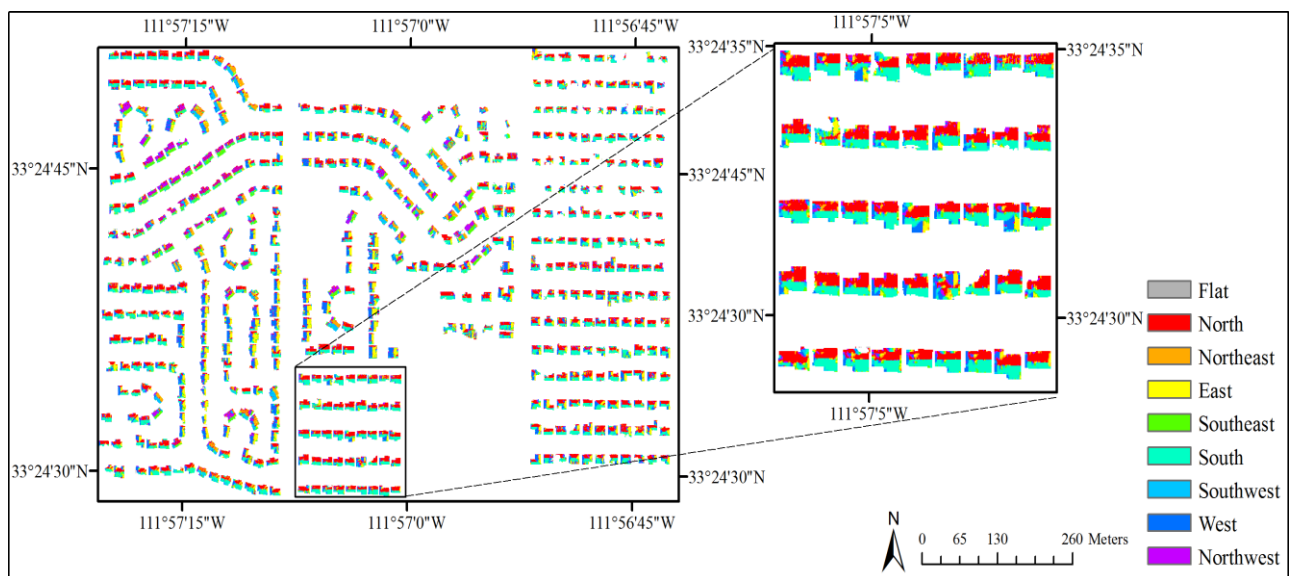 111°57'15"W 111°57'0"W 111°56'45"W
111°57'5"W
33°24'35"N 33°24'35"N
33°24'45"N 33°24'45"N
33°24'30"N 33°24'30"N
33°24'30"N 33°24'30"N
111°57'5"W
111°57'15"W 111°57'0"W 111°56'45"W
N
0 65 130 260 Meters
Flat
North
Northeast
East
Southeast
South
Southwest
West
Northwest